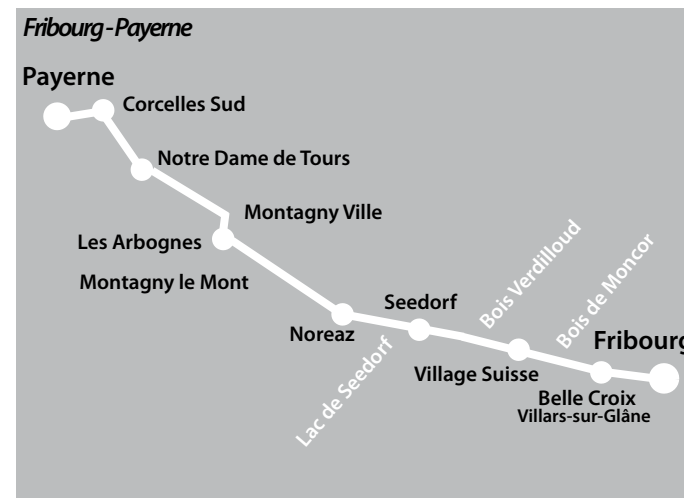 Fribourg-Payerne
Payerne
Corcelles Sud
Notre Dame de Tours
Montagny Ville
Les Arbognes
Montagny le Mont
Seedorf
Noreaz
Bois Verdilloud
Bois de Moncor
Fribourg
Lac de Seedorf
Village Suisse
Belle Croix
Villars-sur-Glâne